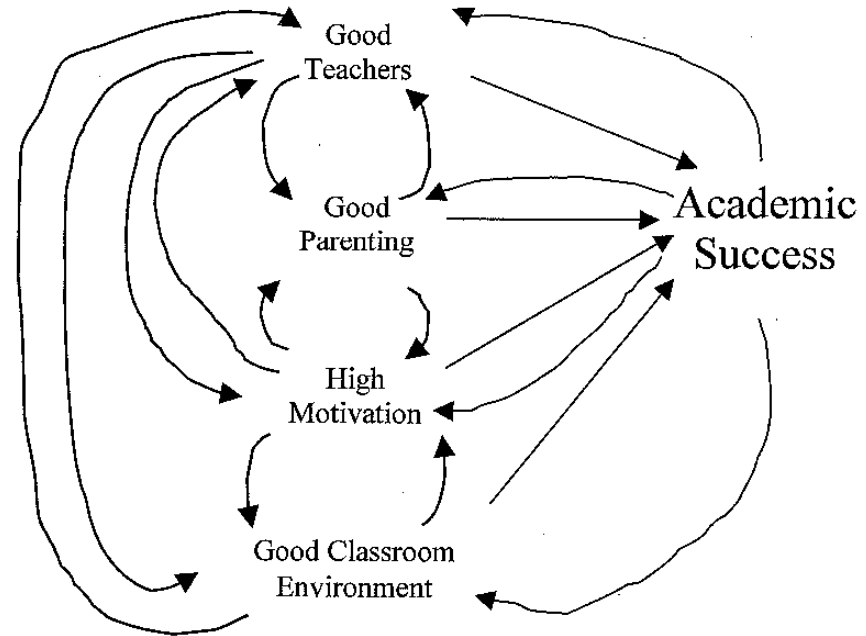 Good
Teachers
Good
Parenting
Academic
Success
High
Motivation
Good Classroom
Environment